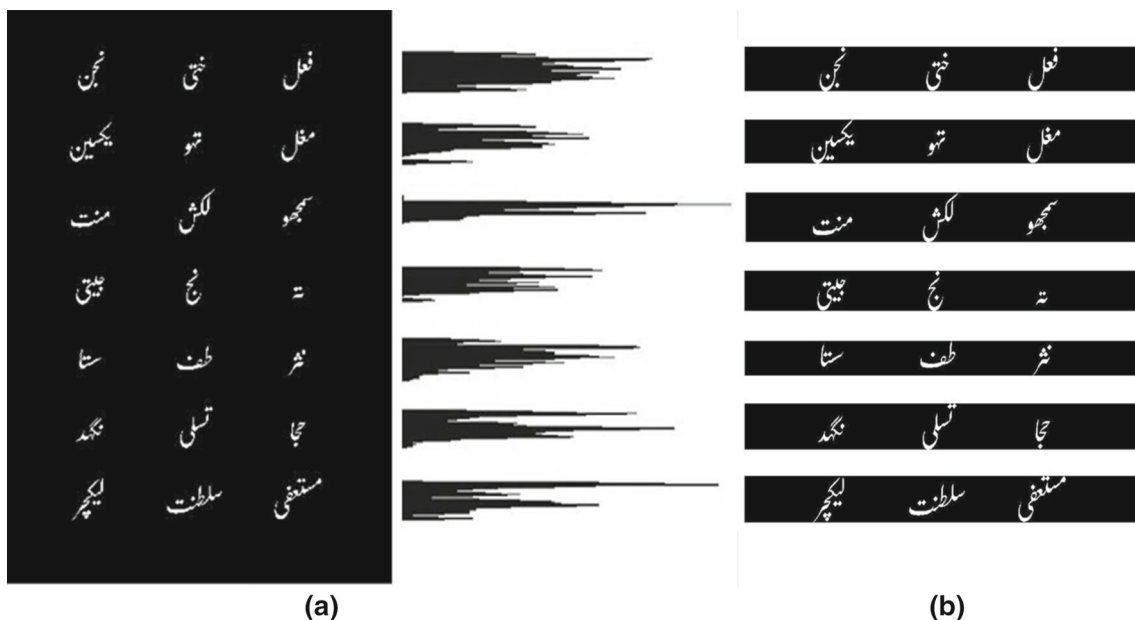 فعل ختی نجن
مغل تہو یکسین
سمجھو لکش منت
تہ نج جیتی
نثر طف ستا
حجا تسلی نگہد
مستعفی سلطنت لیکچر
(a)
فعل ختی نجن
مغل تہو یکسین
سمجھو لکش منت
تہ نج جیتی
نثر طف ستا
حجا تسلی نگہد
مستعفی سلطنت لیکچر
(b)